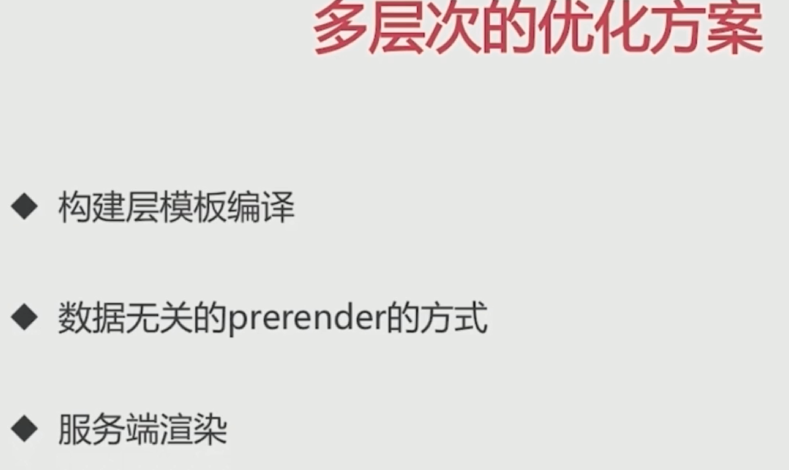 多层次的优化方案
◆ 构建层模板编译
◆ 数据无关的prerender的方式
◆ 服务端渲染